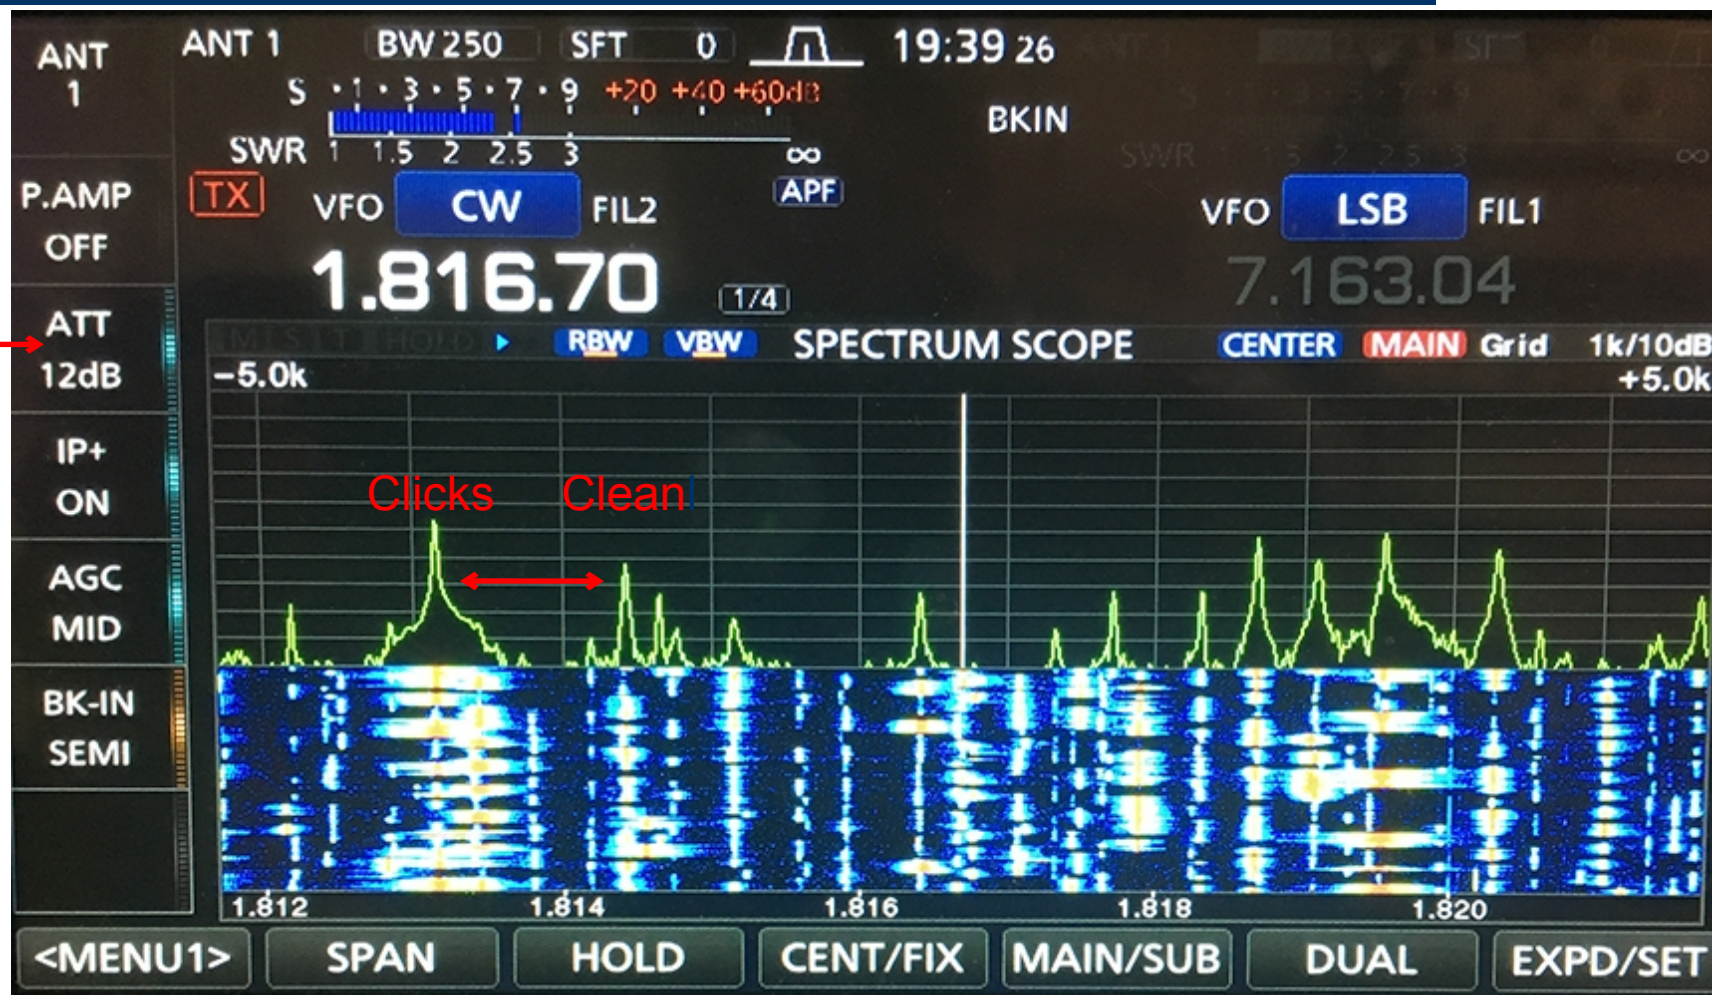 ANT 1 ANT 1 BW 250 SFT 0 19:39 26
S 1 3 5 7 9 +20 +40 +60dB
BKIN
SWR 1 1.5 2 2.5 3 ∞
P.AMP OFF
TX VFO CW FIL2 APF
VFO LSB FIL1
1.816.70 1/4
7.163.04
ATT 12dB
RBW VBW SPECTRUM SCOPE CENTER MAIN Grid 1k/10dB
-5.0k +5.0k
IP+ ON
Clicks Clean
AGC MID
BK-IN SEMI
1.812 1.814 1.816 1.818 1.820
<MENU1> SPAN HOLD CENT/FIX MAIN/SUB DUAL EXPD/SET